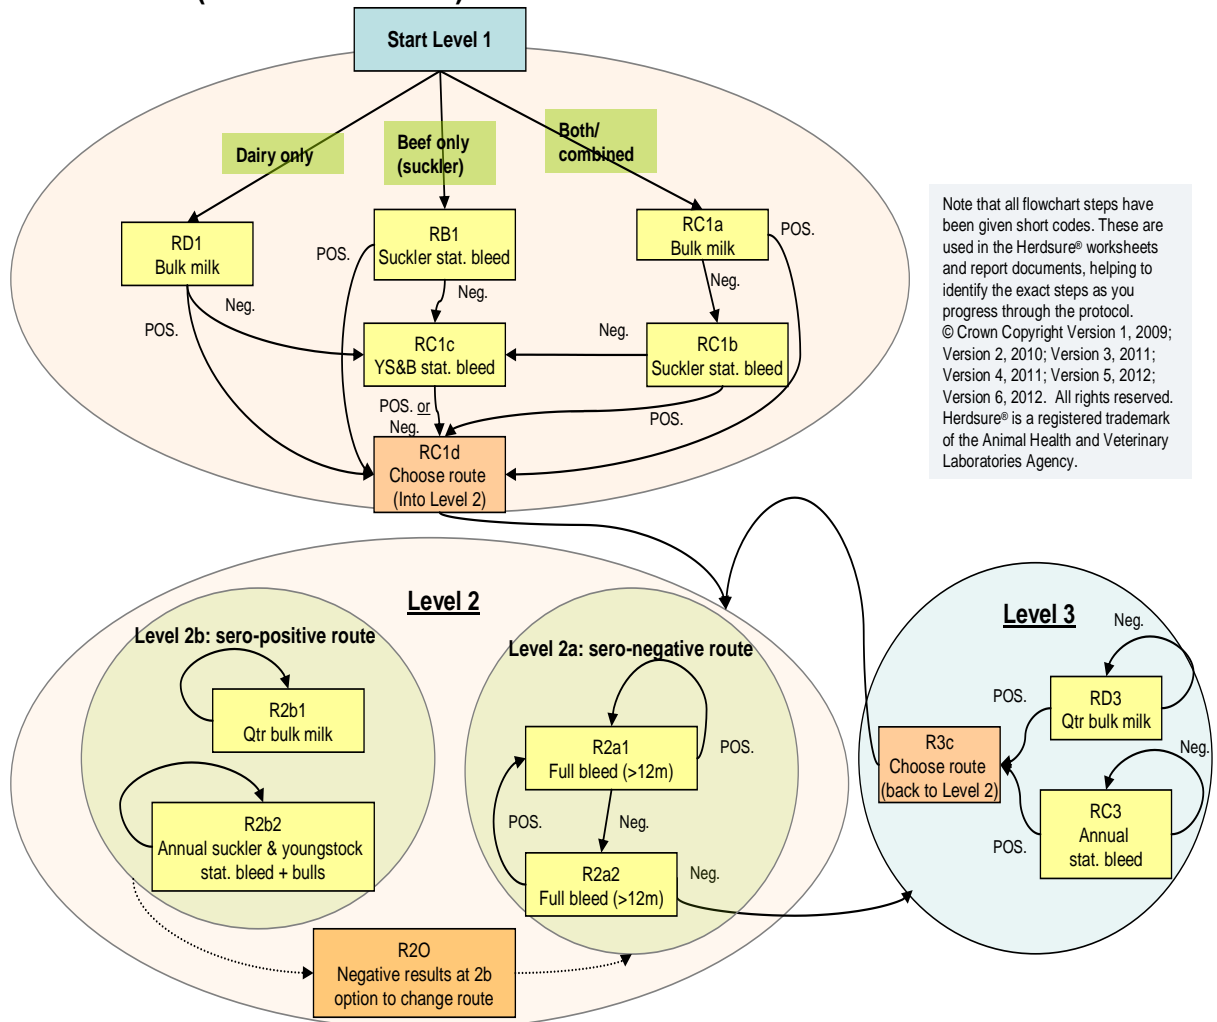 Start Level 1
Dairy only
Beef only
(suckler)
Both/
combined
RD1
Bulk milk
RB1
Suckler stat. bleed
RC1a
Bulk milk
POS.
POS.
Neg.
Neg.
Neg.
POS.
Neg.
RC1c
YS&B stat. bleed
RC1b
Suckler stat. bleed
POS. or
Neg.
POS.
RC1d
Choose route
(Into Level 2)
Note that all flowchart steps have
been given short codes. These are
used in the Herdsure® worksheets
and report documents, helping to
identify the exact steps as you
progress through the protocol.
© Crown Copyright Version 1, 2009;
Version 2, 2010; Version 3, 2011;
Version 4, 2011; Version 5, 2012;
Version 6, 2012. All rights reserved.
Herdsure® is a registered trademark
of the Animal Health and Veterinary
Laboratories Agency.
Level 2
Level 2b: sero-positive route
R2b1
Qtr bulk milk
R2b2
Annual suckler & youngstock
stat. bleed + bulls
Level 2a: sero-negative route
R2a1
Full bleed (>12m)
POS.
POS.
Neg.
R2a2
Full bleed (>12m)
Neg.
R2O
Negative results at 2b
option to change route
Level 3
Neg.
POS.
RD3
Qtr bulk milk
R3c
Choose route
(back to Level 2)
Neg.
RC3
Annual
stat. bleed
POS.